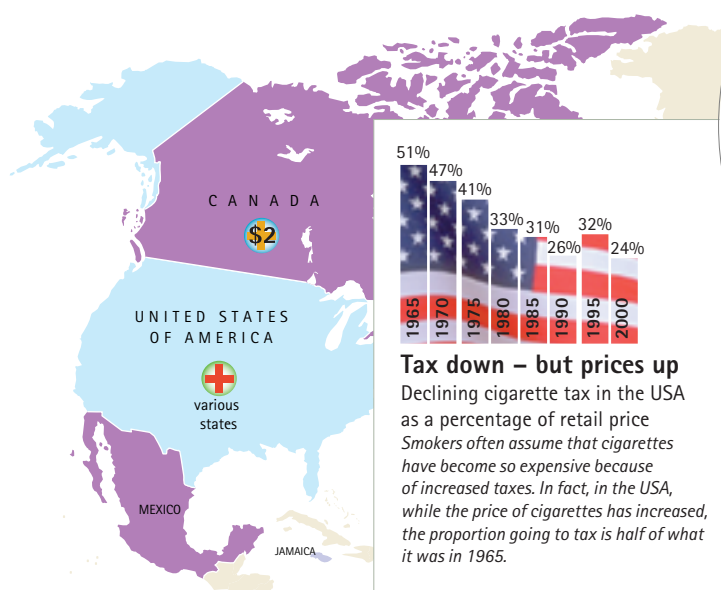 CANADA
$2
UNITED STATES
OF AMERICA
various
states
MEXICO
JAMAICA
51%
47%
41%
33%
31%
26%
32%
24%
1965
1970
1975
1980
1985
1990
1995
2000
Tax down – but prices up
Declining cigarette tax in the USA
as a percentage of retail price
Smokers often assume that cigarettes
have become so expensive because
of increased taxes. In fact, in the USA,
while the price of cigarettes has increased,
the proportion going to tax is half of what
it was in 1965.